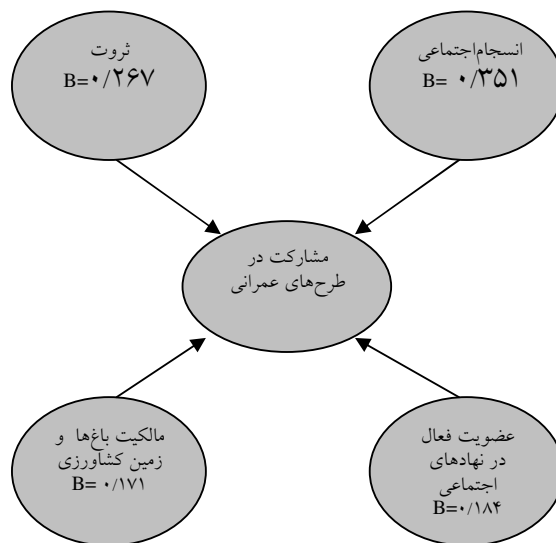 انسجام‌اجتماعی
B= ۰/۳۵۱
ثروت
B=۰/۲۶۷
مشارکت در
طرح‌های عمرانی
عضویت فعال
در نهادهای
اجتماعی
B=۰/۱۸۴
مالکیت باغ‌ها و
زمین کشاورزی
B= ۰/۱۷۱